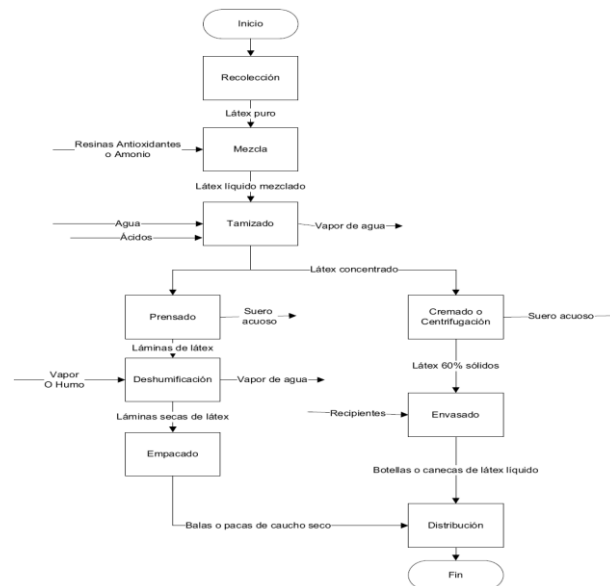 Inicio
Recolección
Látex puro
Resinas Antioxidantes
o Amonio
Mezcla
Látex líquido mezclado
Agua
Ácidos
Tamizado
Vapor de agua
Látex concentrado
Prensado
Suero
acuoso
Cremado o
Centrifugación
Suero acuoso
Láminas de látex
Látex 60% sólidos
Vapor
O Humo
Deshumificación
Vapor de agua
Recipientes
Envasado
Láminas secas de látex
Empacado
Botellas o canecas de látex líquido
Balas o pacas de caucho seco
Distribución
Fin